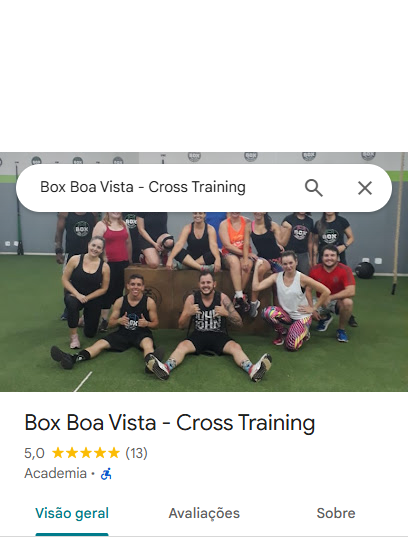 Box Boa Vista - Cross Training
BOX
Box Boa Vista - Cross Training
5,0 (13)
Academia ·
Visão geral
Avaliações
Sobre